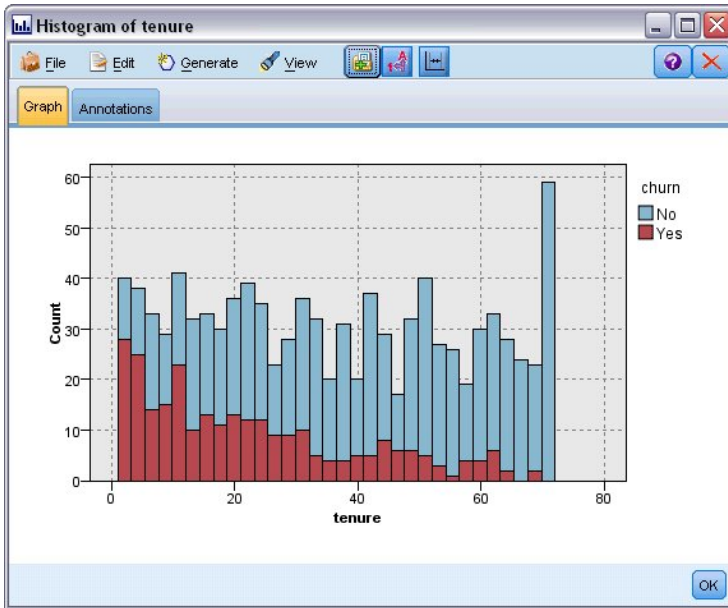 Histogram of tenure
File Edit Generate View
Graph Annotations
60
50
40
30
20
10
0
Count
0 20 40 60 80
tenure
churn
No
Yes
OK